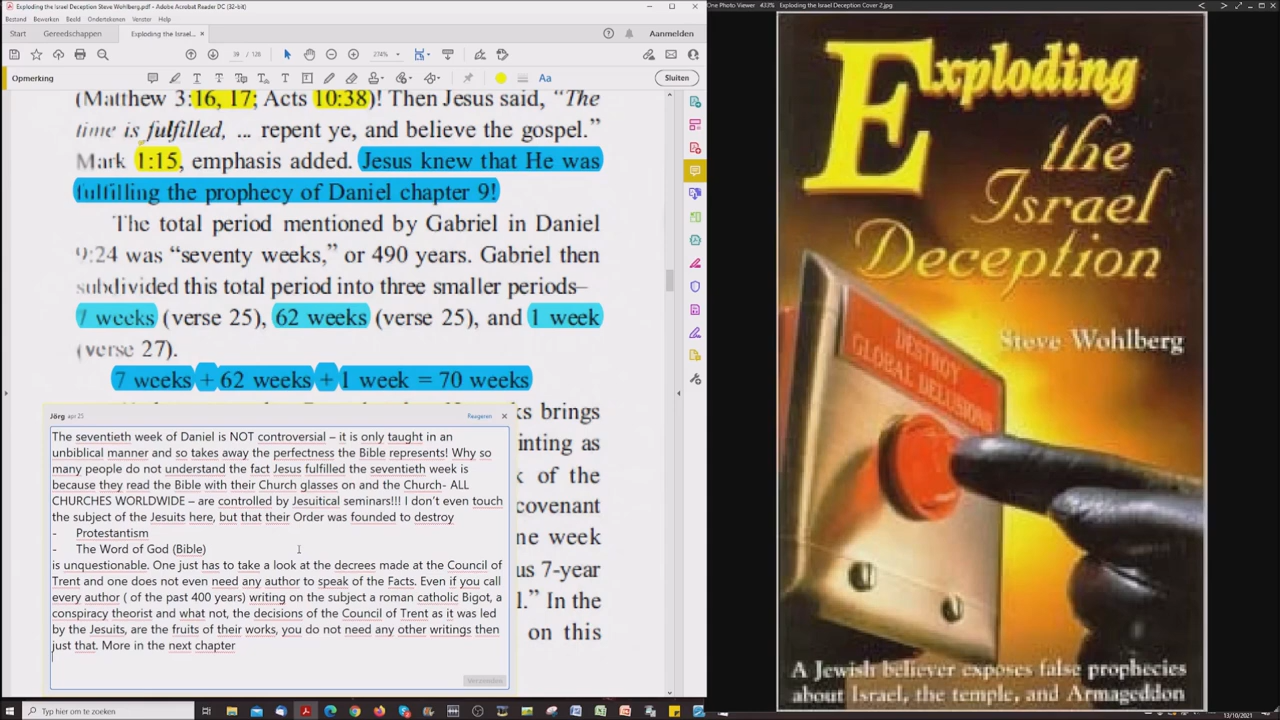 Exploding the Israel Deception Steve Wohlberg.pdf - Adobe Acrobat Reader DC (32-bit)
Bestand Bewerken Beeld Ondertekenen Venster Help
Start Gereedschappen Exploding the Israel... × Aanmelden
39 / 128 274%
Opmerking Aa Sluiten
(Matthew 3:16, 17; Acts 10:38)! Then Jesus said, “The
time is fulfilled, ... repent ye, and believe the gospel.”
Mark 1:15, emphasis added. Jesus knew that He was
fulfilling the prophecy of Daniel chapter 9!
The total period mentioned by Gabriel in Daniel
9:24 was “seventy weeks,” or 490 years. Gabriel then
subdivided this total period into three smaller periods–
7 weeks (verse 25), 62 weeks (verse 25), and 1 week
(verse 27).
7 weeks + 62 weeks + 1 week = 70 weeks
ks brings
inting as
k of the
covenant
ne week
us 7-year
l.” In the
on this
Jörg apr 25 Reageren ×
The seventieth week of Daniel is NOT controversial – it is only taught in an
unbiblical manner and so takes away the perfectness the Bible represents! Why so
many people do not understand the fact Jesus fulfilled the seventieth week is
because they read the Bible with their Church glasses on and the Church- ALL
CHURCHES WORLDWIDE – are controlled by Jesuitical seminars!!! I don't even touch
the subject of the Jesuits here, but that their Order was founded to destroy
- Protestantism
- The Word of God (Bible)
is unquestionable. One just has to take a look at the decrees made at the Council of
Trent and one does not even need any author to speak of the Facts. Even if you call
every author ( of the past 400 years) writing on the subject a roman catholic Bigot, a
conspiracy theorist and what not, the decisions of the Council of Trent as it was led
by the Jesuits, are the fruits of their works, you do not need any other writings then
just that. More in the next chapter
Verzenden
Typ hier om te zoeken
One Photo Viewer 433% Exploding the Israel Deception Cover 2.jpg
Exploding
the
Israel
Deception
Steve Wohlberg
DESTROY
GLOBAL DELUSIONS
A Jewish believer exposes false prophecies
about Israel, the temple, and Armageddon
13/10/2021